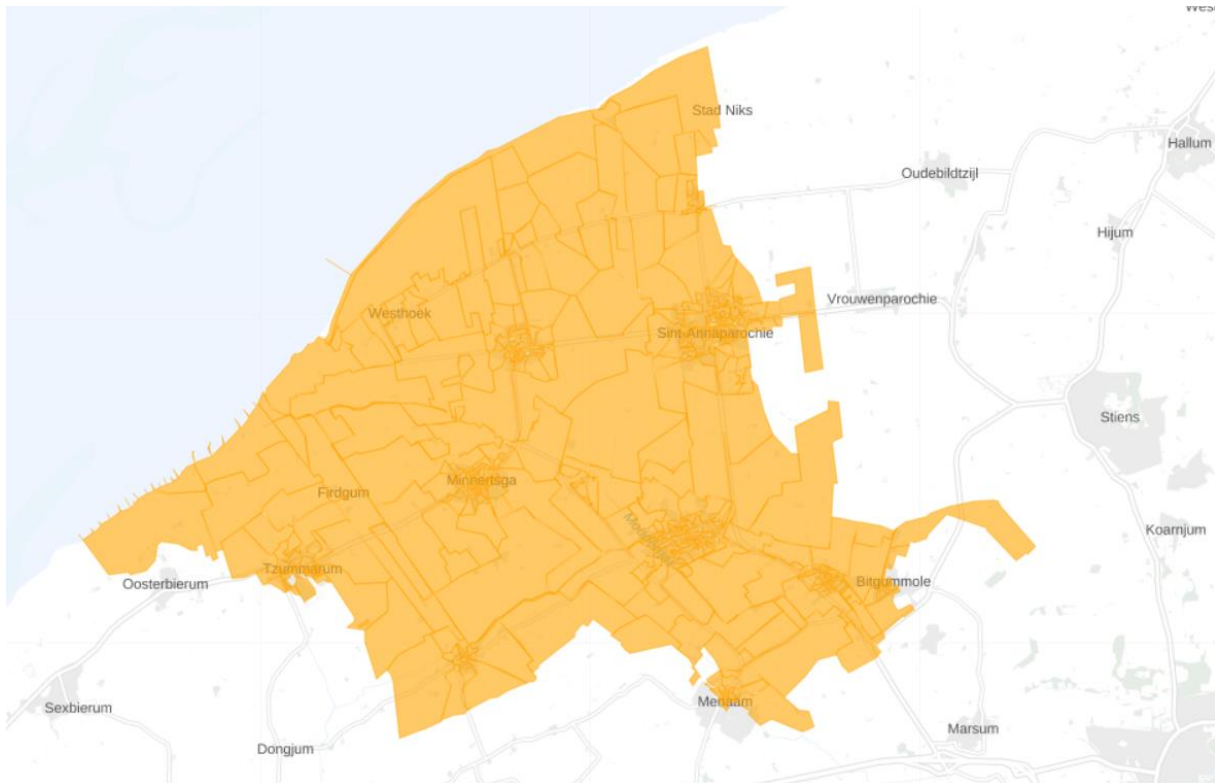 Stad Niks
Hallum
Oudebildtzijl
Hijum
Vrouwenparochie
Westhoek
Sint-Annaparochie
Stiens
Minnertsga
Firdgum
Koarnjum
Tzummarum
Oosterbierum
Bitgummole
Menaam
Sexbierum
Marsum
Dongjum